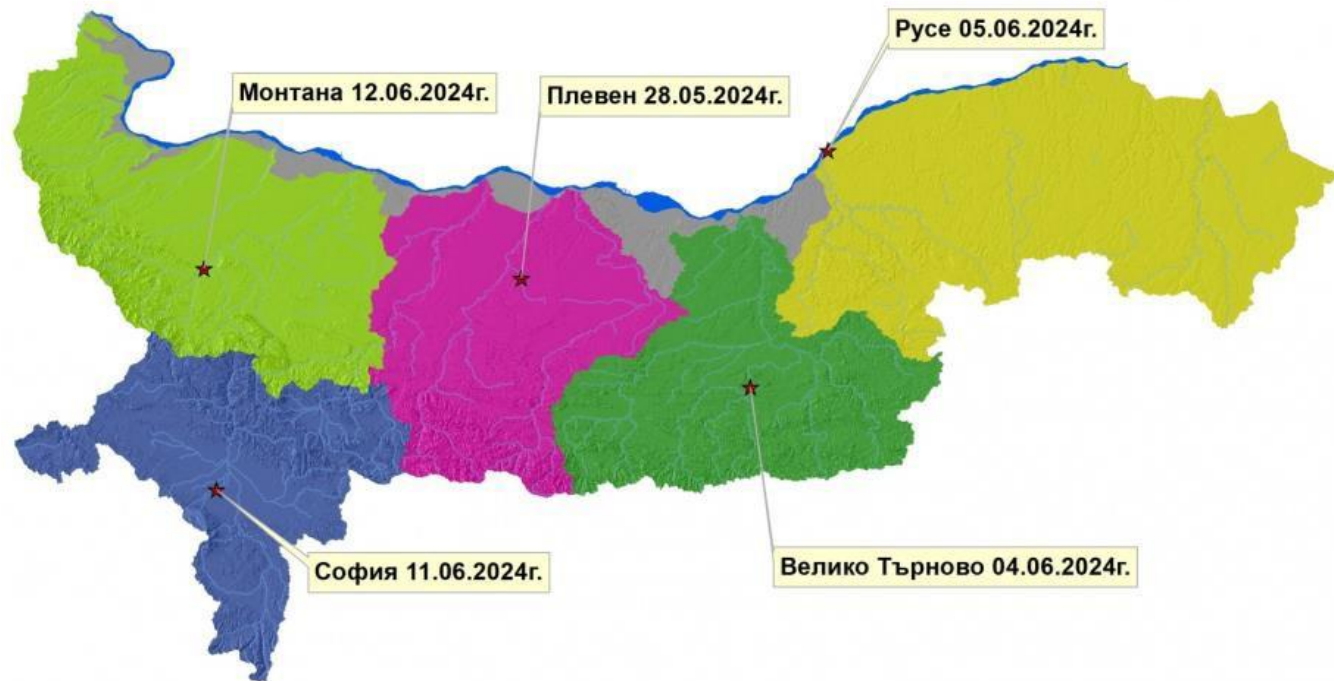 Русе 05.06.2024г.
Монтана 12.06.2024г.
Плевен 28.05.2024г.
София 11.06.2024г.
Велико Търново 04.06.2024г.